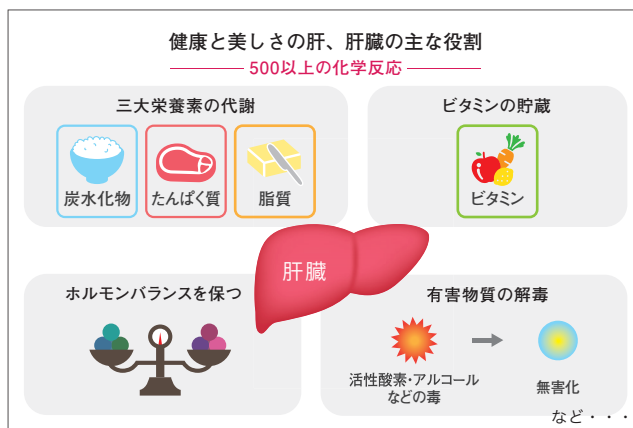 健康と美しさの肝、肝臓の主な役割
500以上の化学反応
三大栄養素の代謝
炭水化物
たんぱく質
脂質
ビタミンの貯蔵
ビタミン
肝臓
ホルモンバランスを保つ
有害物質の解毒
活性酸素・アルコール
などの毒
無害化
など・・・